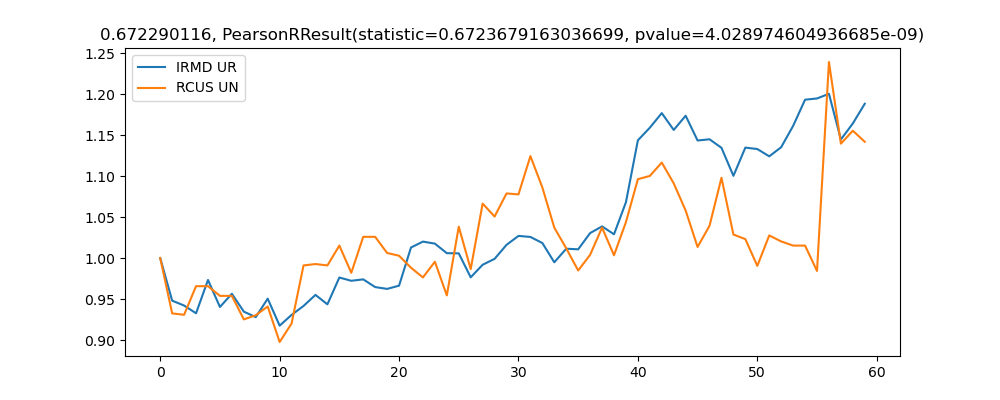 0.672290116, PearsonRResult(statistic=0.6723679163036699, pvalue=4.028974604936685e-09)
1.25
1.20
1.15
1.10
1.05
1.00
0.95
0.90
IRMD UR
RCUS UN
0 10 20 30 40 50 60